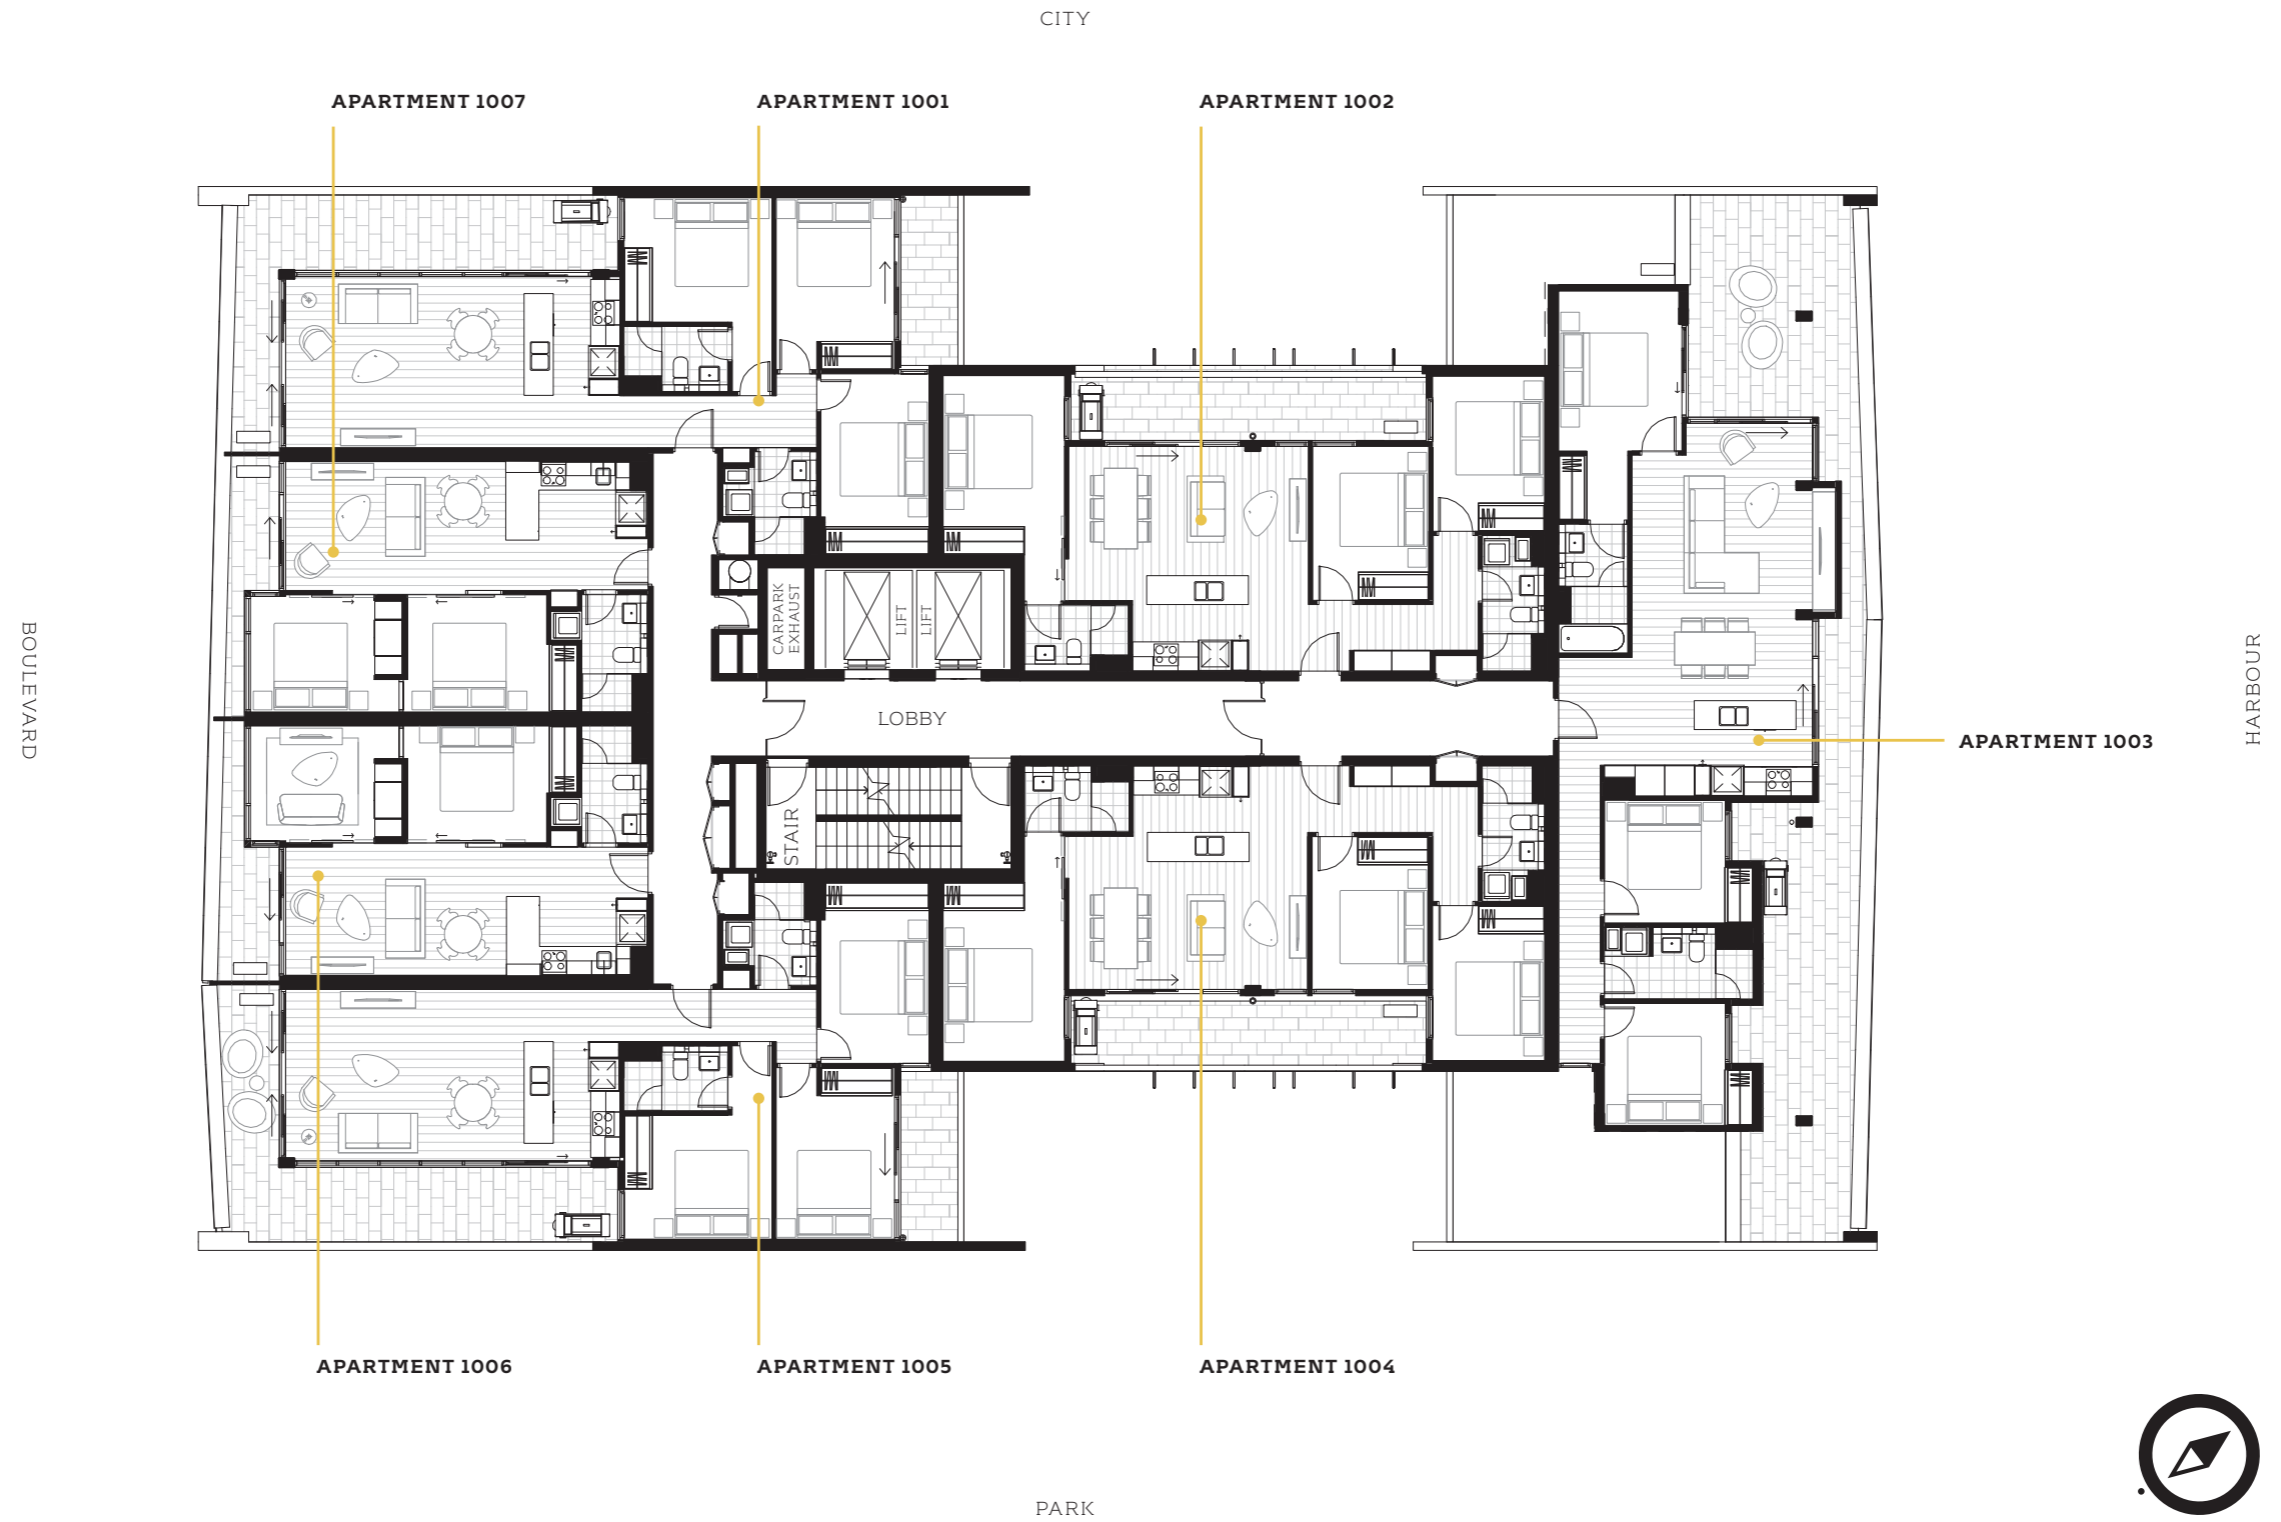 CITY
APARTMENT 1007
APARTMENT 1001
APARTMENT 1002
CARPARK
EXHAUST
LIFT
LIFT
BOULEVARD
HARBOUR
LOBBY
APARTMENT 1003
STAIR
APARTMENT 1006
APARTMENT 1005
APARTMENT 1004
PARK